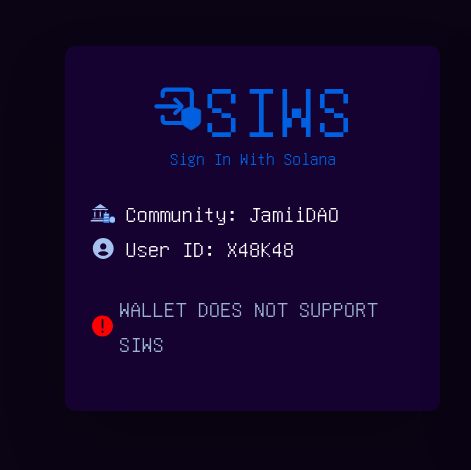 SIWS
Sign In With Solana
Community: JamiiDAO
User ID: X48K48
WALLET DOES NOT SUPPORT
SIWS